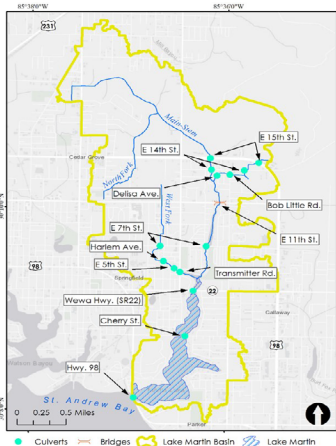 85°38'0"W
85°36'0"W
231
Main-Stem
E 15th St.
E 14th St.
Cedar Grove
North Fork
Delisa Ave.
West Fork
Bob Little Rd.
E 7th St.
E 11th St.
Harlem Ave.
98
E 5th St.
Transmitter Rd.
Springfield
Wewa Hwy. (SR22)
22
Callaway
Cherry St.
98
Hwy. 98
St. Andrew Bay
Parker
0 0.25 0.5 Miles
Culverts Bridges Lake Martin Basin Lake Martin